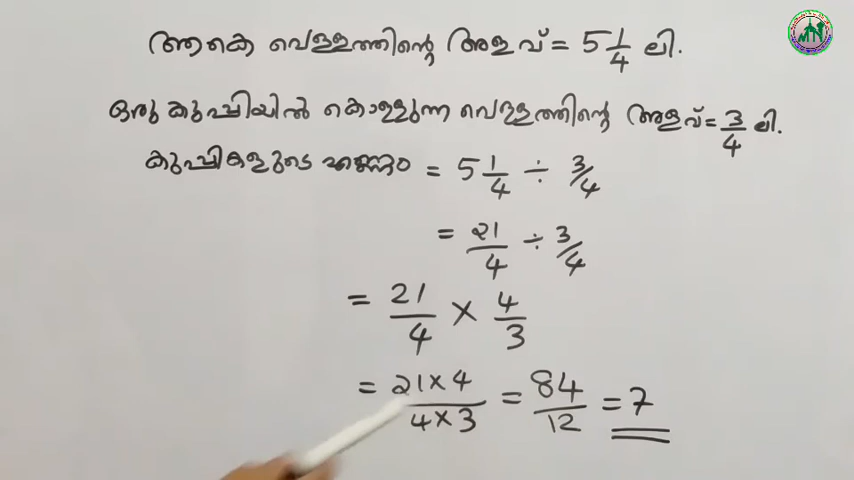 ആകെ വെള്ളത്തിന്റെ അളവ് = 5 1/4 ലി.
ഒരു കുപ്പിയിൽ കൊള്ളുന്ന വെള്ളത്തിന്റെ അളവ് = 3/4 ലി.
കുപ്പികളുടെ എണ്ണം = 5 1/4 ÷ 3/4
= 21/4 ÷ 3/4
= 21/4 × 4/3
= 21×4/4×3 = 84/12 = 7